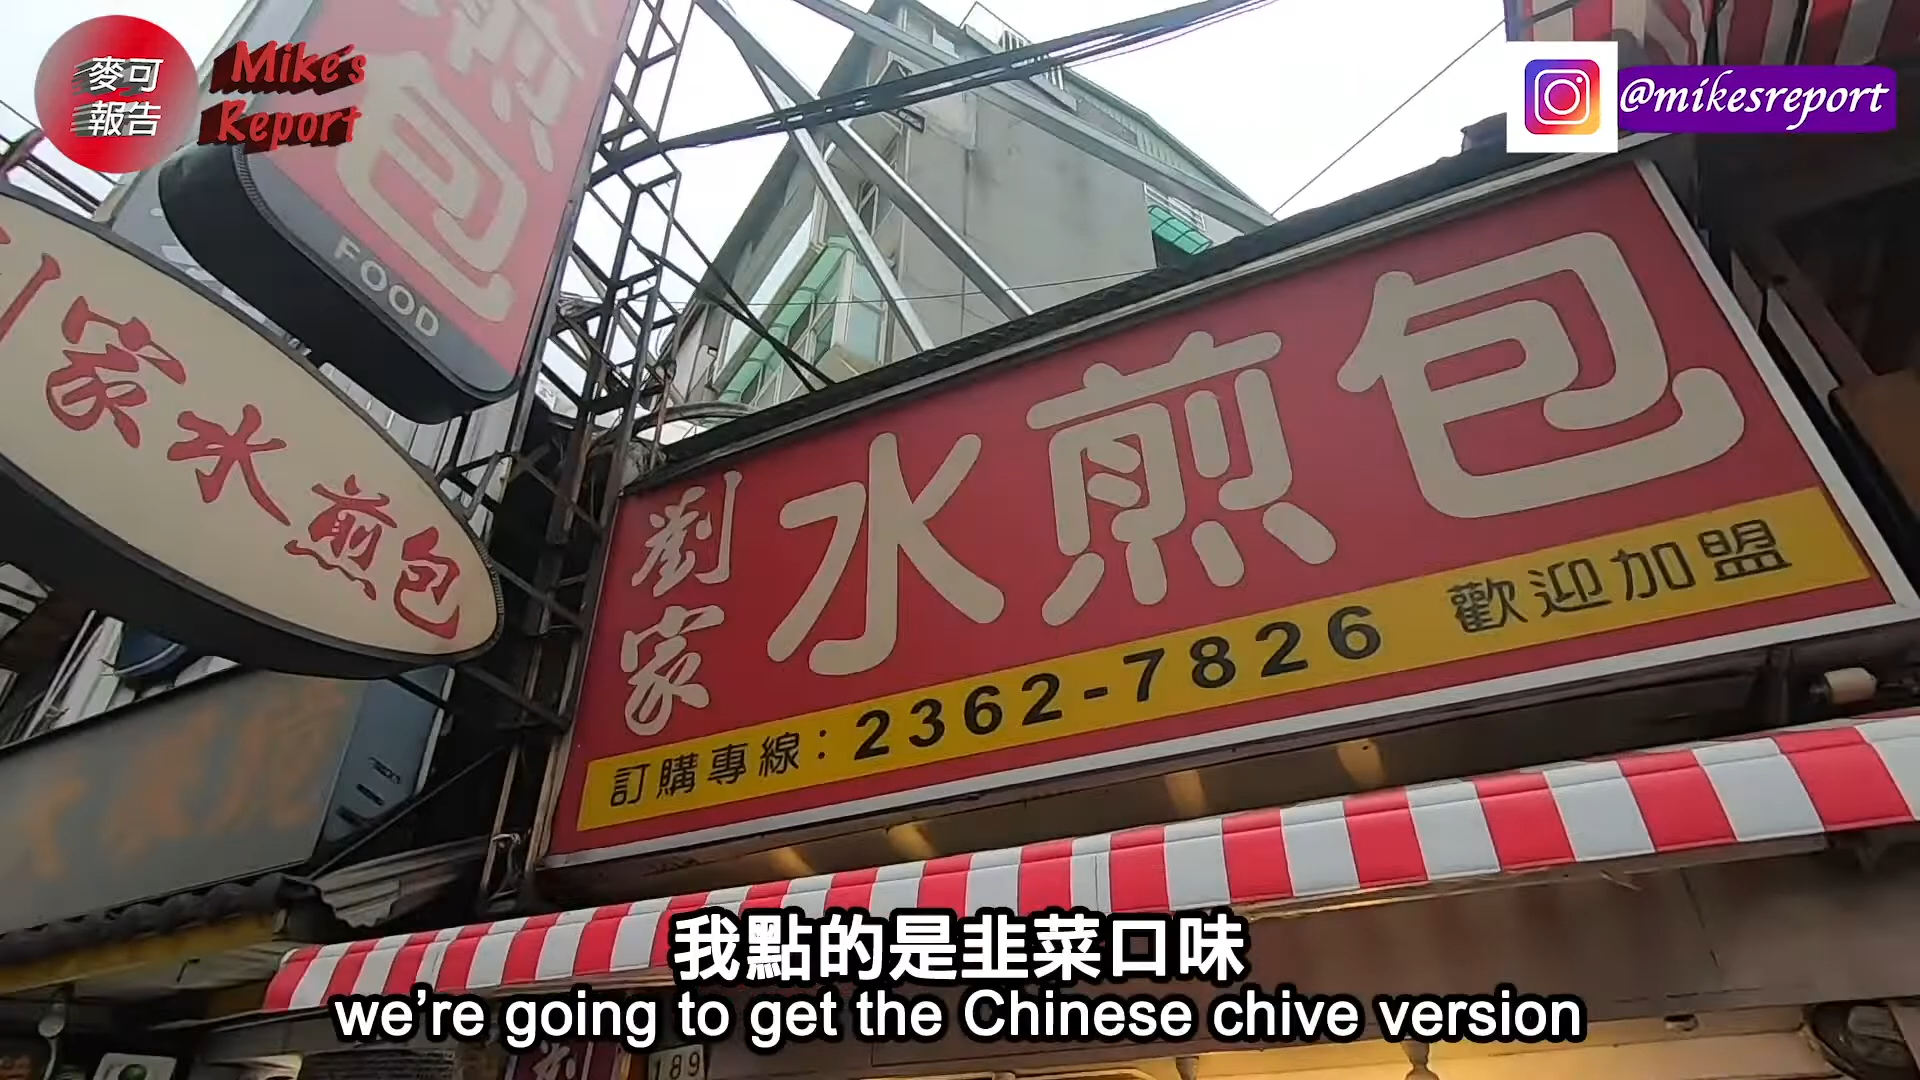 麥可
報告
Mike's
Report
@mikesreport
煎包
FOOD
劉家水煎包
劉家
水煎包
訂購專線：2362-7826 歡迎加盟
189
我點的是韭菜口味
we're going to get the Chinese chive version